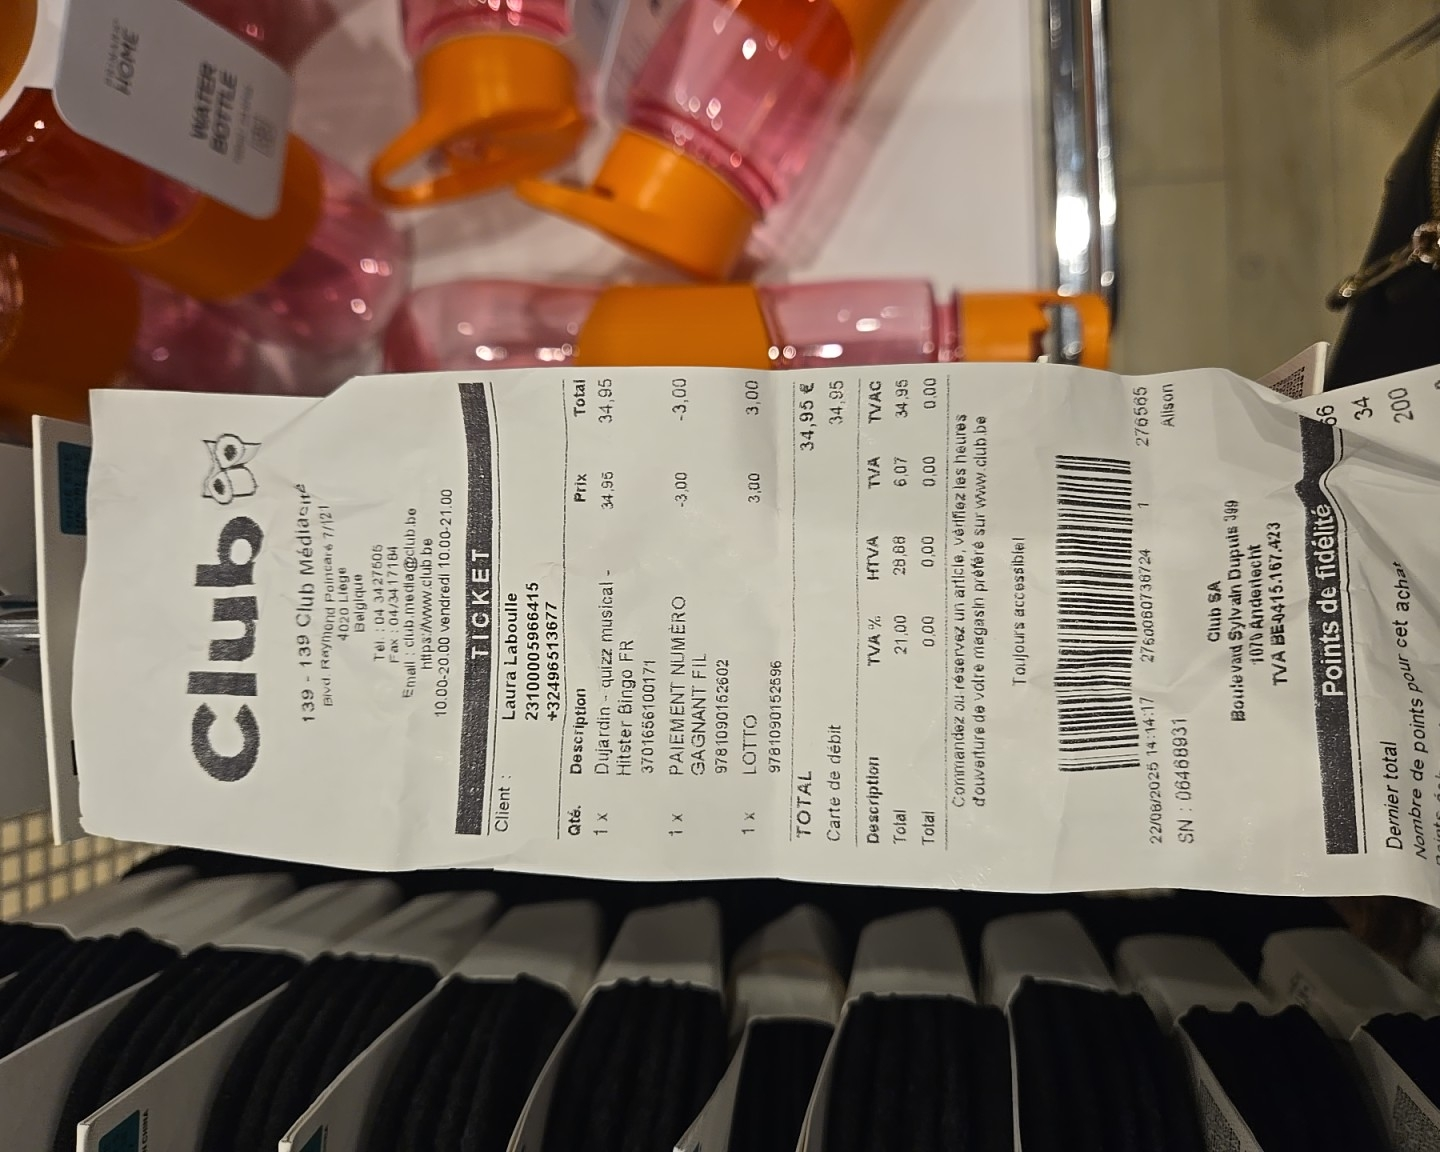 HOME
WATER
BOTTLE
Club
139 - 139 Club Médiacité
Blvd. Raymond Poincaré 7/121
4020 Liège
Belgique
Tél. : 04 3427505
Fax : 04/3417184
Email : club.media@club.be
https://www.club.be
10.00-20.00 vendredi 10.00-21.00
TICKET
Client : Laura Laboulle
23100005966415
+32496513677
Qté. Description Prix Total
1 x Dujardin - quizz musical - 34,95 34,95
Hitster Bingo FR
3701656100171
1 x PAIEMENT NUMÉRO -3,00 -3,00
GAGNANT FIL
9781090152602
1 x LOTTO 3,00 3,00
9781090152596
TOTAL 34,95 €
Carte de débit 34,95
Description TVA % HTVA TVA TVAC
Total 21,00 28,88 6,07 34,95
Total 0,00 0,00 0,00 0,00
Commandez ou réservez un article, vérifiez les heures
d'ouverture de votre magasin préféré sur www.club.be
Toujours accessible!
22/08/2025 14:14:17 2760060736724 1 276565
SN : 06468931 Alison
Club SA
Boulevard Sylvain Dupuis 399
1070 Anderlecht
TVA BE-0415.167.423
Points de fidélité
66
Dernier total 34
Nombre de points pour cet achat 200